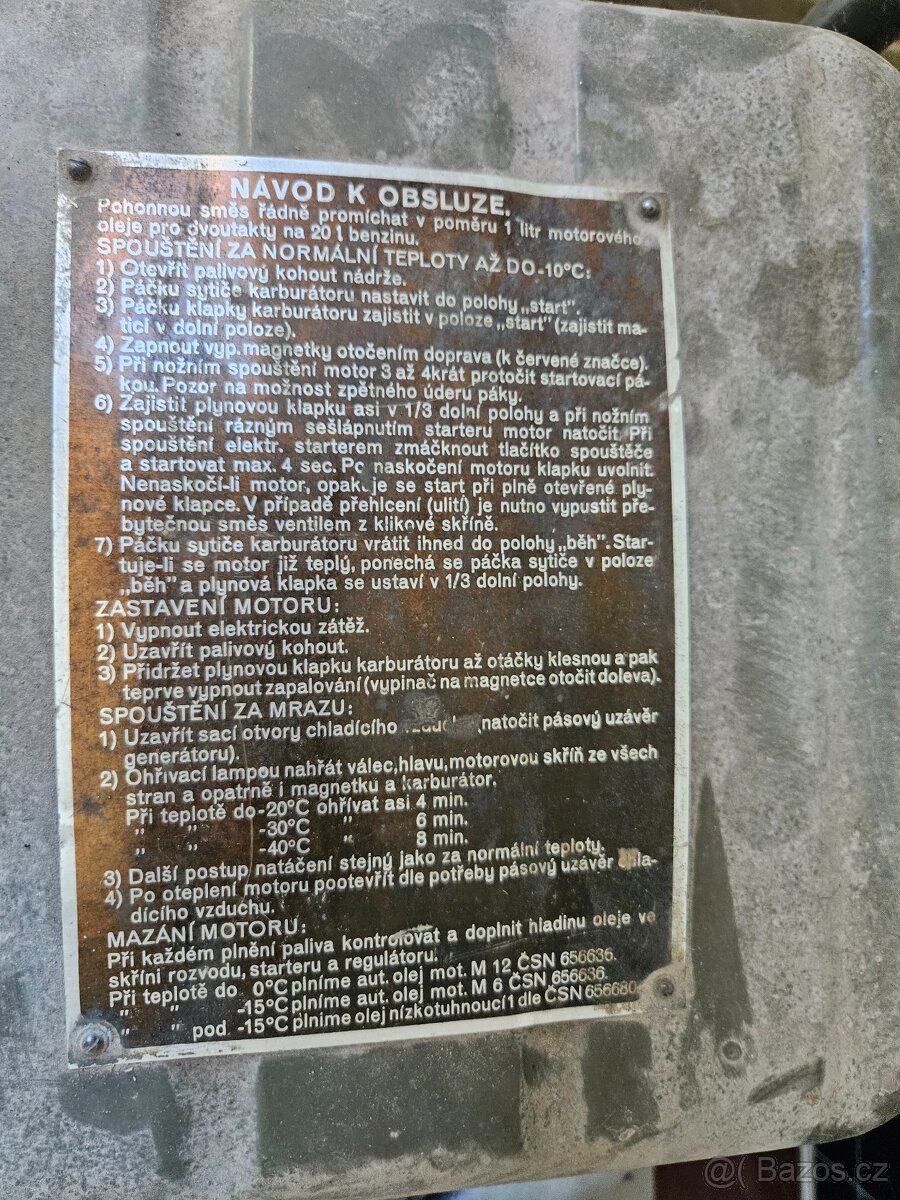 NÁVOD K OBSLUZE.
Pohonnou směs řádně promíchat v poměru 1 litr motorového
oleje pro dvoutakty na 20 l benzinu.
SPOUŠTĚNÍ ZA NORMÁLNÍ TEPLOTY AŽ DO -10°C:
1) Otevřít palivový kohout nádrže.
2) Páčku sytiče karburátoru nastavit do polohy „start".
3) Páčku klapky karburátoru zajistit v poloze „start" (zajistit ma-
ticí v dolní poloze).
4) Zapnout vyp. magnetky otočením doprava (k červené značce).
5) Při nožním spouštění motor 3 až 4krát protočit startovací pá-
kou. Pozor na možnost zpětného úderu páky.
6) Zajistit plynovou klapku asi v 1/3 dolní polohy a při nožním
spouštění rázným sešlápnutím starteru motor natočit. Při
spouštění elektr. starterem zmáčknout tlačítko spouštěče
a startovat max. 4 sec. Po naskočení motoru klapku uvolnit.
Nenaskočí-li motor, opak. je se start při plně otevřené ply-
nové klapce. V případě přehlcení (ulití) je nutno vypustit pře-
bytečnou směs ventilem z klikové skříně.
7) Páčku sytiče karburátoru vrátit ihned do polohy „běh". Star-
tuje-li se motor již teplý, ponechá se páčka sytiče v poloze
„běh" a plynová klapka se ustaví v 1/3 dolní polohy.
ZASTAVENÍ MOTORU:
1) Vypnout elektrickou zátěž.
2) Uzavřít palivový kohout.
3) Přidržet plynovou klapku karburátoru až otáčky klesnou a pak
teprve vypnout zapalování (vypinač na magnetce otočit doleva).
SPOUŠTĚNÍ ZA MRAZU:
1) Uzavřít sací otvory chladícího natočit pásový uzávěr
generátoru).
2) Ohřívací lampou nahřát válec, hlavu, motorovou skříň ze všech
stran a opatrně i magnetku a karburátor.
Při teplotě do -20°C ohřívat asi 4 min.
„ „ -30°C „ 6 min.
„ „ -40°C „ 8 min.
3) Další postup natáčení stejný jako za normální teploty.
4) Po oteplení motoru pootevřít dle potřeby pásový uzávěr chla-
dícího vzduchu.
MAZÁNÍ MOTORU:
Při každém plnění paliva kontrolovat a doplnit hladinu oleje ve
skříni rozvodu, starteru a regulátoru.
Při teplotě do 0°C plníme aut. olej mot. M 12 ČSN 656636.
„ „ -15°C plníme aut. olej mot. M 6 ČSN 656636.
„ „ pod -15°C plnime olej nízkotuhnoucí 1 dle ČSN 656680
@ Bazos.cz